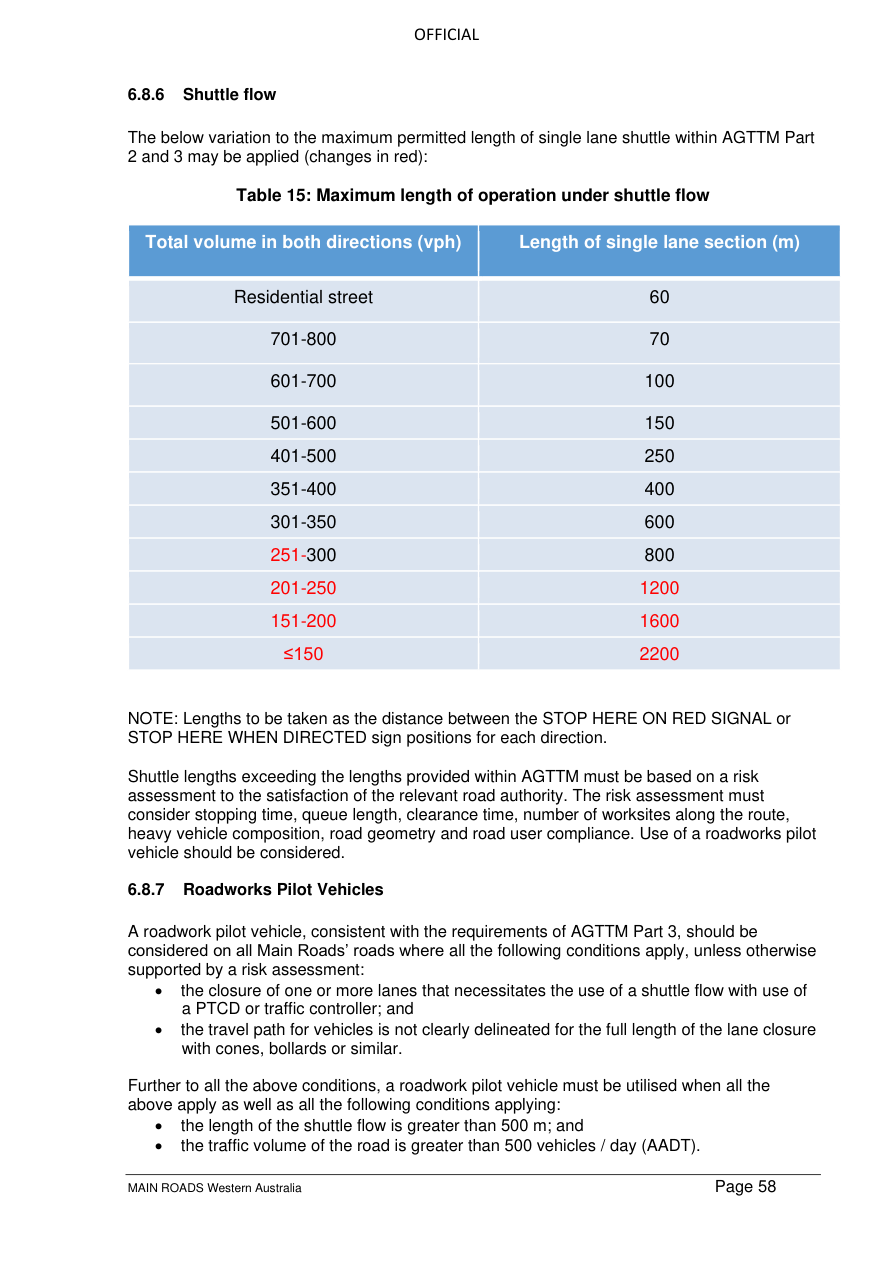 OFFICIAL
6.8.6 Shuttle flow
The below variation to the maximum permitted length of single lane shuttle within AGTTM Part
2 and 3 may be applied (changes in red):
Table 15: Maximum length of operation under shuttle flow
Total volume in both directions (vph) Length of single lane section (m)
Residential street 60
701-800 70
601-700 100
501-600 150
401-500 250
351-400 400
301-350 600
251-300 800
201-250 1200
151-200 1600
≤150 2200
NOTE: Lengths to be taken as the distance between the STOP HERE ON RED SIGNAL or
STOP HERE WHEN DIRECTED sign positions for each direction.
Shuttle lengths exceeding the lengths provided within AGTTM must be based on a risk
assessment to the satisfaction of the relevant road authority. The risk assessment must
consider stopping time, queue length, clearance time, number of worksites along the route,
heavy vehicle composition, road geometry and road user compliance. Use of a roadworks pilot
vehicle should be considered.
6.8.7 Roadworks Pilot Vehicles
A roadwork pilot vehicle, consistent with the requirements of AGTTM Part 3, should be
considered on all Main Roads’ roads where all the following conditions apply, unless otherwise
supported by a risk assessment:
• the closure of one or more lanes that necessitates the use of a shuttle flow with use of
a PTCD or traffic controller; and
• the travel path for vehicles is not clearly delineated for the full length of the lane closure
with cones, bollards or similar.
Further to all the above conditions, a roadwork pilot vehicle must be utilised when all the
above apply as well as all the following conditions applying:
• the length of the shuttle flow is greater than 500 m; and
• the traffic volume of the road is greater than 500 vehicles / day (AADT).
MAIN ROADS Western Australia Page 58